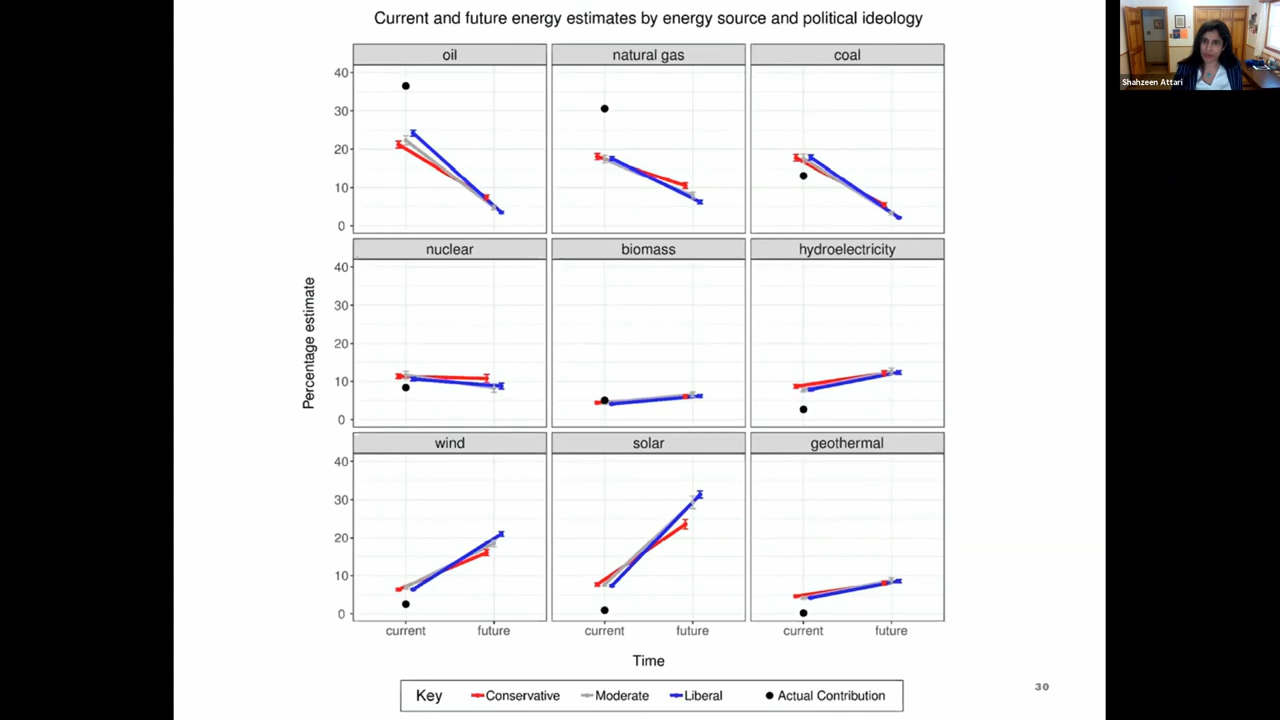 Current and future energy estimates by energy source and political ideology
Shahzeen Attari
oil
natural gas
coal
40
30
20
10
0
nuclear
biomass
hydroelectricity
40
30
20
10
0
Percentage estimate
wind
solar
geothermal
40
30
20
10
0
current
future
current
future
current
future
Time
Key
Conservative
Moderate
Liberal
Actual Contribution
30